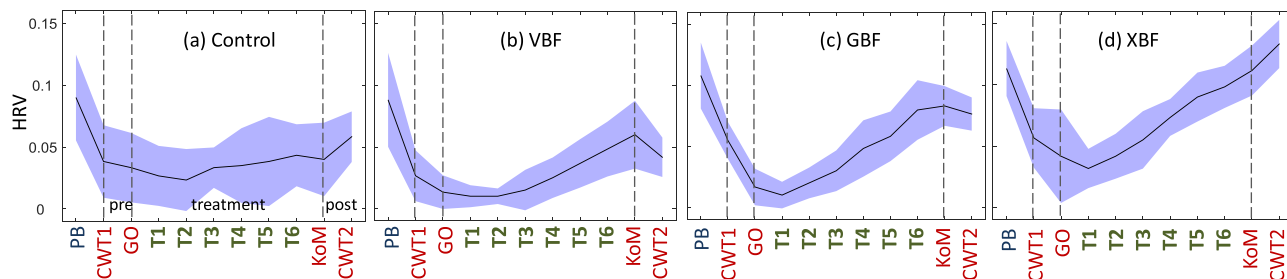 0.15
0.1
0.05
0
HRV
(a) Control
pre
treatment
post
PB CWT1 GO T1 T2 T3 T4 T5 T6 KoM CWT2
(b) VBF
PB CWT1 GO T1 T2 T3 T4 T5 T6 KoM CWT2
(c) GBF
PB CWT1 GO T1 T2 T3 T4 T5 T6 KoM CWT2
(d) XBF
PB CWT1 GO T1 T2 T3 T4 T5 T6 KoM CWT2